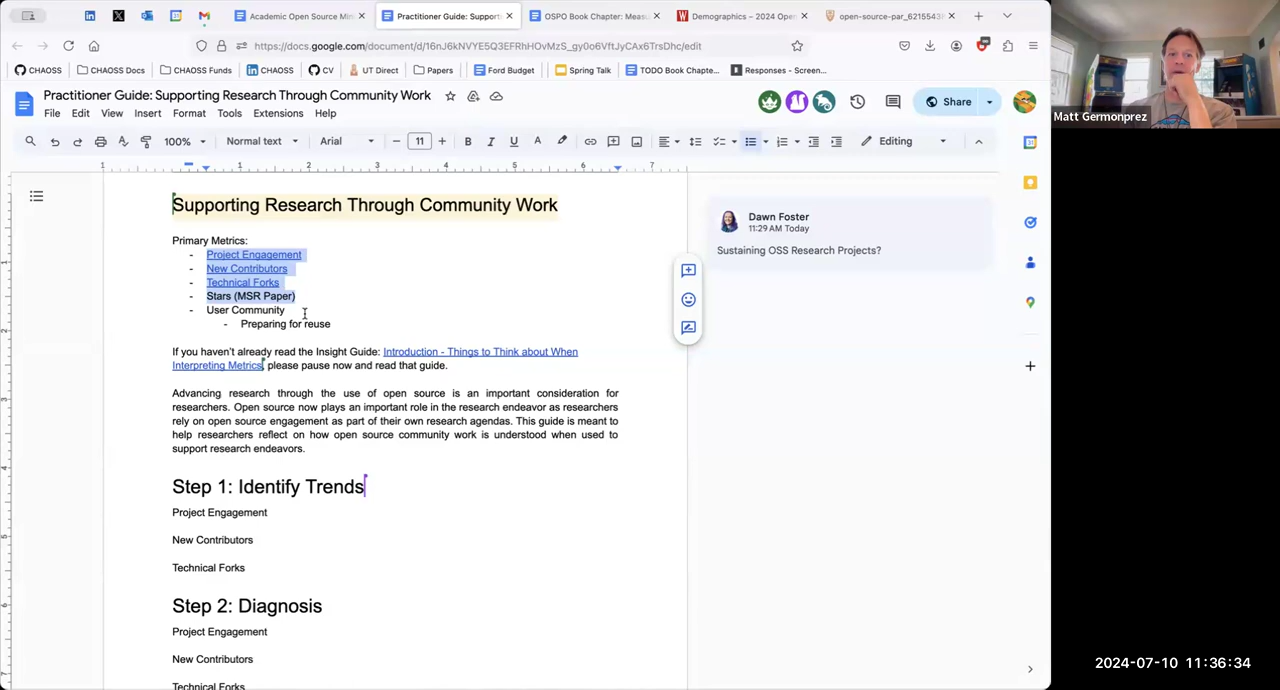 Academic Open Source Min
Practitioner Guide: Support
OSPO Book Chapter: Meas
Demographics – 2024 Open
open-source-par_6215543
https://docs.google.com/document/d/16nJ6kNVYE5Q3EFRhHOvMzS_gy0o6VftJyCAx6TrsDhc/edit
CHAOSS
CHAOSS Docs
CHAOSS Funds
CHAOSS
CV
UT Direct
Papers
Ford Budget
Spring Talk
TODO Book Chapte...
Responses - Screen...
Practitioner Guide: Supporting Research Through Community Work
File Edit View Insert Format Tools Extensions Help
Share
100% Normal text Arial 11 B I U A Editing
1 1 2 3 4 5 6 7
Supporting Research Through Community Work
Primary Metrics:
- Project Engagement
- New Contributors
- Technical Forks
- Stars (MSR Paper)
- User Community
- Preparing for reuse
If you haven't already read the Insight Guide: Introduction - Things to Think about When
Interpreting Metrics, please pause now and read that guide.
Advancing research through the use of open source is an important consideration for
researchers. Open source now plays an important role in the research endeavor as researchers
rely on open source engagement as part of their own research agendas. This guide is meant to
help researchers reflect on how open source community work is understood when used to
support research endeavors.
Step 1: Identify Trends
Project Engagement
New Contributors
Technical Forks
Step 2: Diagnosis
Project Engagement
New Contributors
Technical Forks
Dawn Foster
11:29 AM Today
Sustaining OSS Research Projects?
Matt Germonprez
2024-07-10 11:36:34